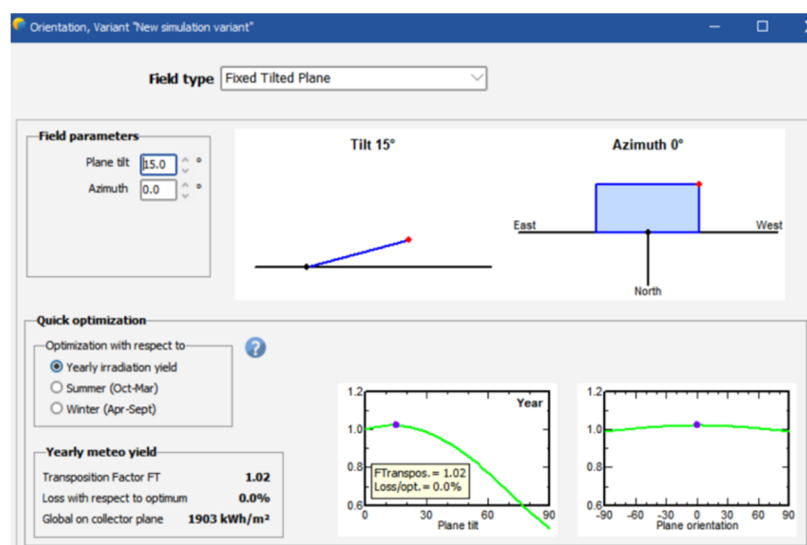 Orientation, Variant "New simulation variant"
Field type Fixed Tilted Plane
Field parameters
Plane tilt 15.0 °
Azimuth 0.0 °
Tilt 15°
Azimuth 0°
East
West
North
Quick optimization
Optimization with respect to
Yearly irradiation yield
Summer (Oct-Mar)
Winter (Apr-Sept)
?
Yearly meteo yield
Transposition Factor FT 1.02
Loss with respect to optimum 0.0%
Global on collector plane 1903 kWh/m²
1.2
Year
1.0
0.8
FTranspos.= 1.02
Loss/opt.= 0.0%
0.6
0 30 60 90
Plane tilt
1.2
1.0
0.8
0.6
-90 -60 -30 0 30 60 90
Plane orientation